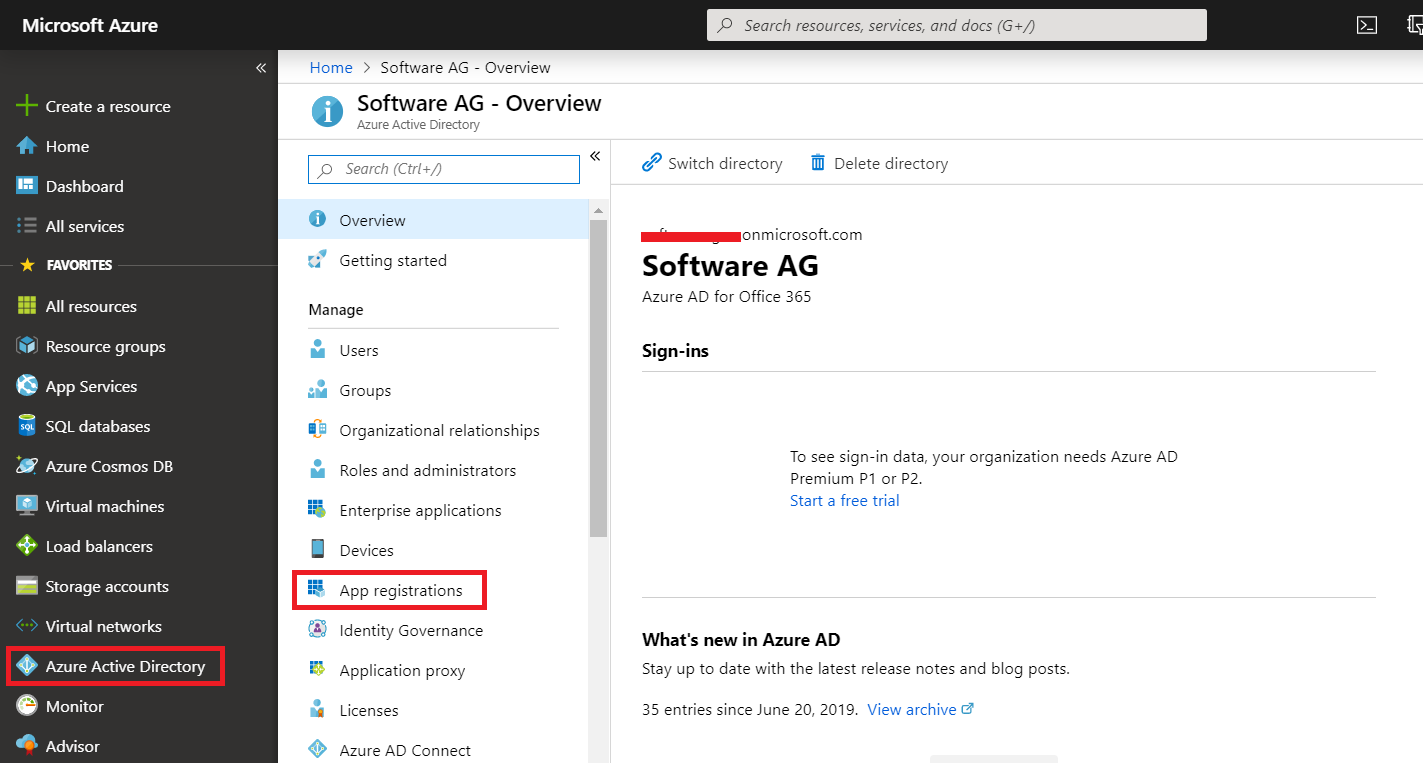 Microsoft Azure
Search resources, services, and docs (G+/)
«
Create a resource
Home
Dashboard
All services
FAVORITES
All resources
Resource groups
App Services
SQL databases
Azure Cosmos DB
Virtual machines
Load balancers
Storage accounts
Virtual networks
Azure Active Directory
Monitor
Advisor
Home > Software AG - Overview
Software AG - Overview
Azure Active Directory
Search (Ctrl+/)
«
Overview
Getting started
Manage
Users
Groups
Organizational relationships
Roles and administrators
Enterprise applications
Devices
App registrations
Identity Governance
Application proxy
Licenses
Azure AD Connect
Switch directory Delete directory
onmicrosoft.com
Software AG
Azure AD for Office 365
Sign-ins
To see sign-in data, your organization needs Azure AD
Premium P1 or P2.
Start a free trial
What's new in Azure AD
Stay up to date with the latest release notes and blog posts.
35 entries since June 20, 2019. View archive